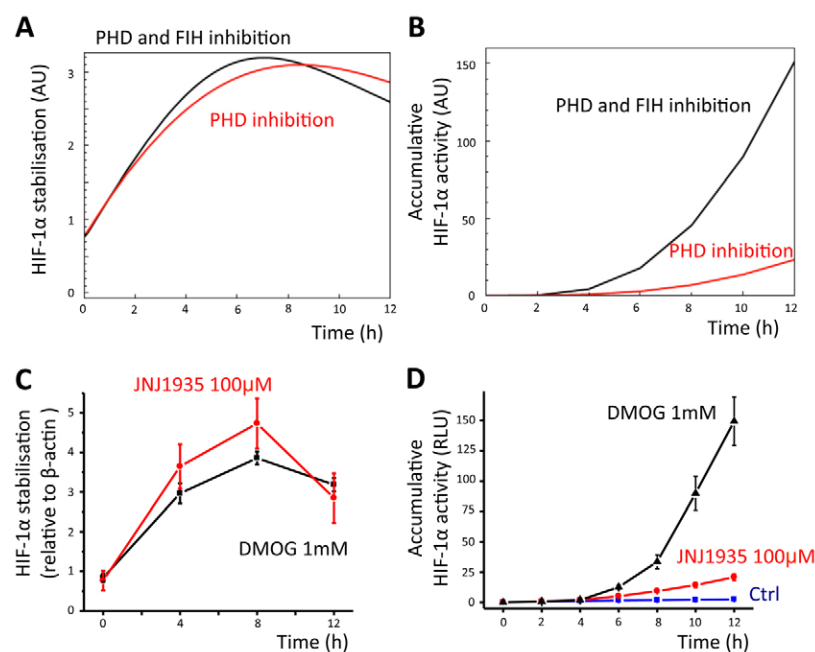 A
PHD and FIH inhibition
HIF-1α stabilisation (AU)
3
2
1
0
PHD inhibition
0 2 4 6 8 10 12
Time (h)
B
Accumulative
HIF-1α activity (AU)
150
100
50
0
PHD and FIH inhibition
PHD inhibition
0 2 4 6 8 10 12
Time (h)
C
JNJ1935 100µM
HIF-1α stabilisation
(relative to β-actin )
5
4
3
2
1
0
DMOG 1mM
0 4 8 12
Time (h)
D
Accumulative
HIF-1α activity (RLU)
150
125
100
75
50
25
0
DMOG 1mM
JNJ1935 100µM
Ctrl
0 2 4 6 8 10 12
Time (h)